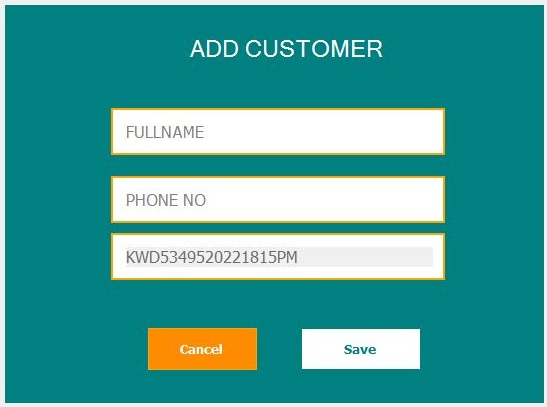 ADD CUSTOMER
FULLNAME
PHONE NO
KWD5349520221815PM
Cancel Save